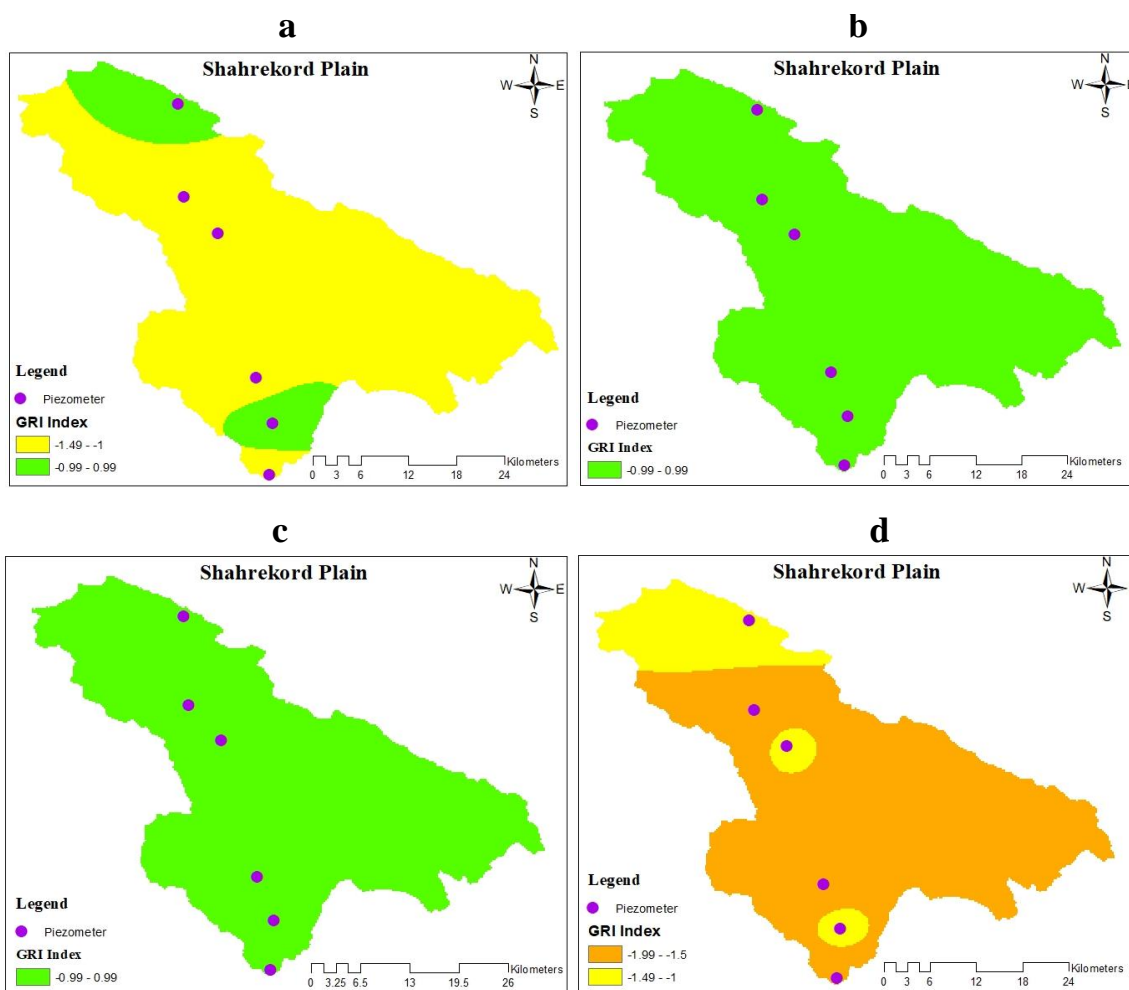 a
Shahrekord Plain
N
W E
S
Legend
Piezometer
GRI Index
-1.49 - -1
-0.99 - 0.99
Kilometers
0 3 6 12 18 24
b
Shahrekord Plain
N
W
S
Legend
Piezometer
GRI Index
-0.99 - 0.99
Kilometers
0 3 6 12 18 24
c
Shahrekord Plain
N
W E
S
Legend
Piezometer
GRI Index
-0.99 - 0.99
Kilometers
0 3.25 6.5 13 19.5 26
d
Shahrekord Plain
N
W
S
Legend
Piezometer
GRI Index
-1.99 - -1.5
-1.49 - -1
Kilometers
0 3 6 12 18 24